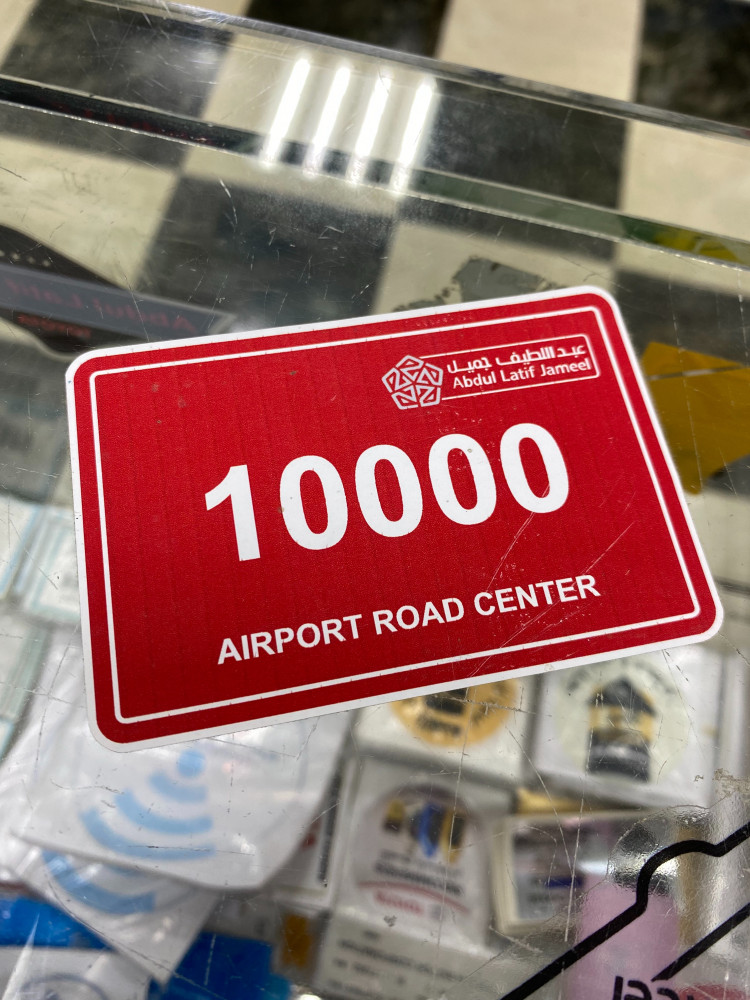 عبد اللطيف جميل
Abdul Latif Jameel
10000
AIRPORT ROAD CENTER